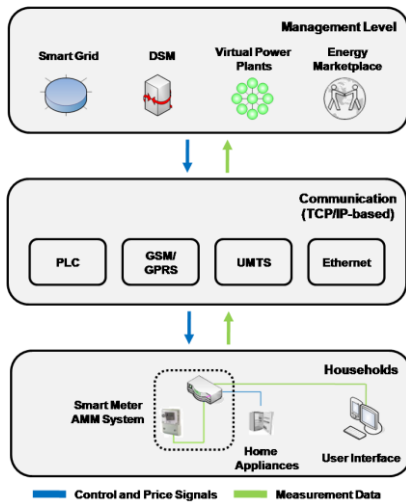 Management Level
Smart Grid
DSM
Virtual Power
Plants
Energy
Marketplace
Communication
(TCP/IP-based)
PLC
GSM/
GPRS
UMTS
Ethernet
Households
Smart Meter
AMM System
Home
Appliances
User Interface
Control and Price Signals
Measurement Data